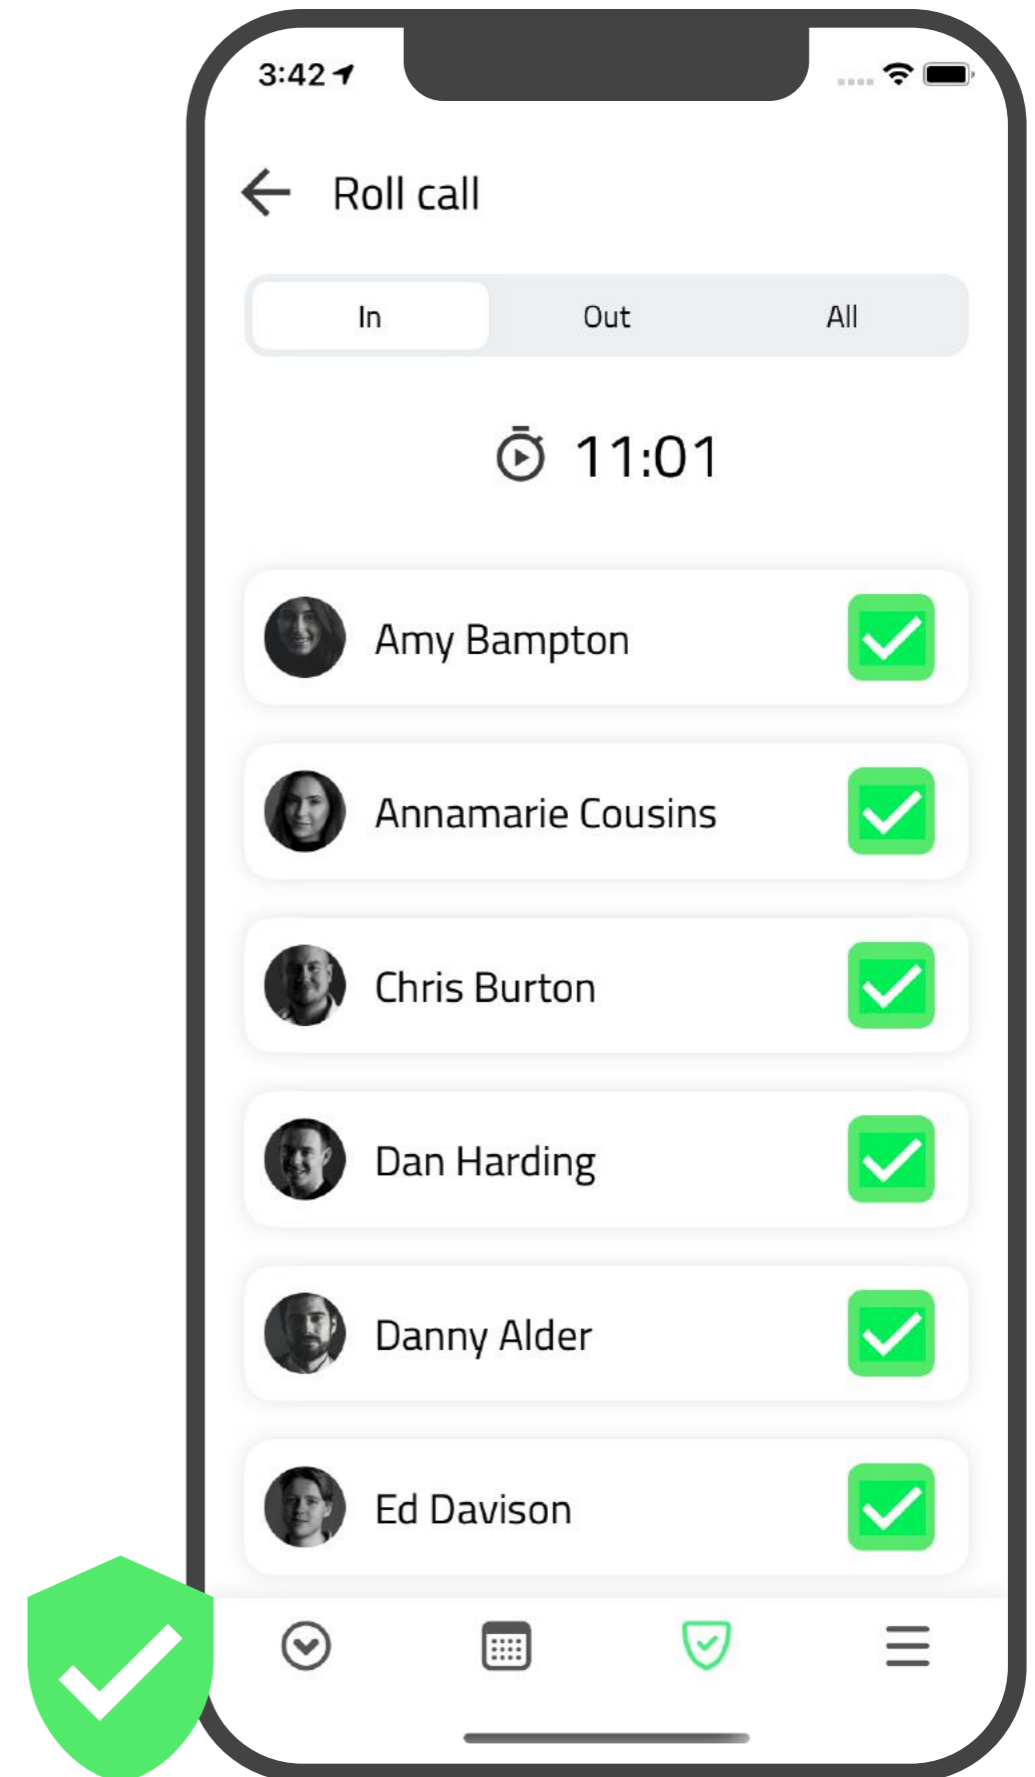 3:42
Roll call
In Out All
11:01
Amy Bampton
Annamarie Cousins
Chris Burton
Dan Harding
Danny Alder
Ed Davison